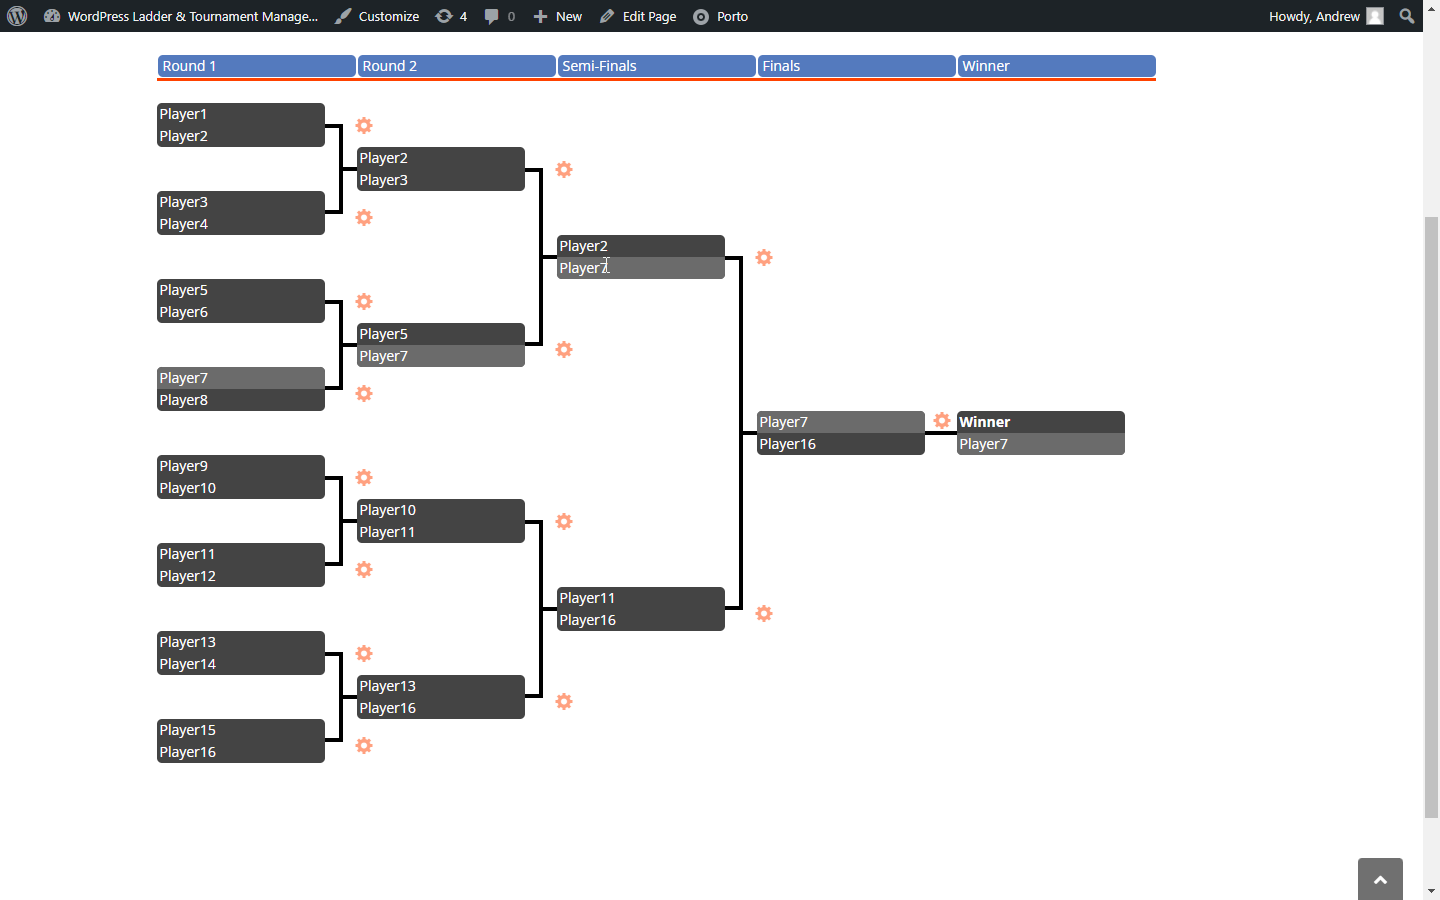 WordPress Ladder & Tournament Manage... Customize 4 0 New Edit Page Porto Howdy, Andrew
Round 1 Round 2 Semi-Finals Finals Winner
Player1
Player2
Player3
Player4
Player5
Player6
Player7
Player8
Player9
Player10
Player11
Player12
Player13
Player14
Player15
Player16
Player2
Player3
Player5
Player7
Player10
Player11
Player13
Player16
Player2
Player7
Player11
Player16
Player7
Player16
Winner
Player7